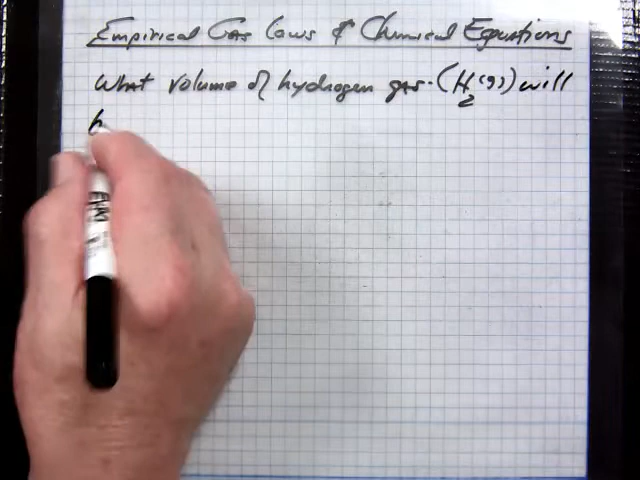 Empirical Gas Laws & Chemical Equations
What volume of hydrogen gas (H2(g)) will